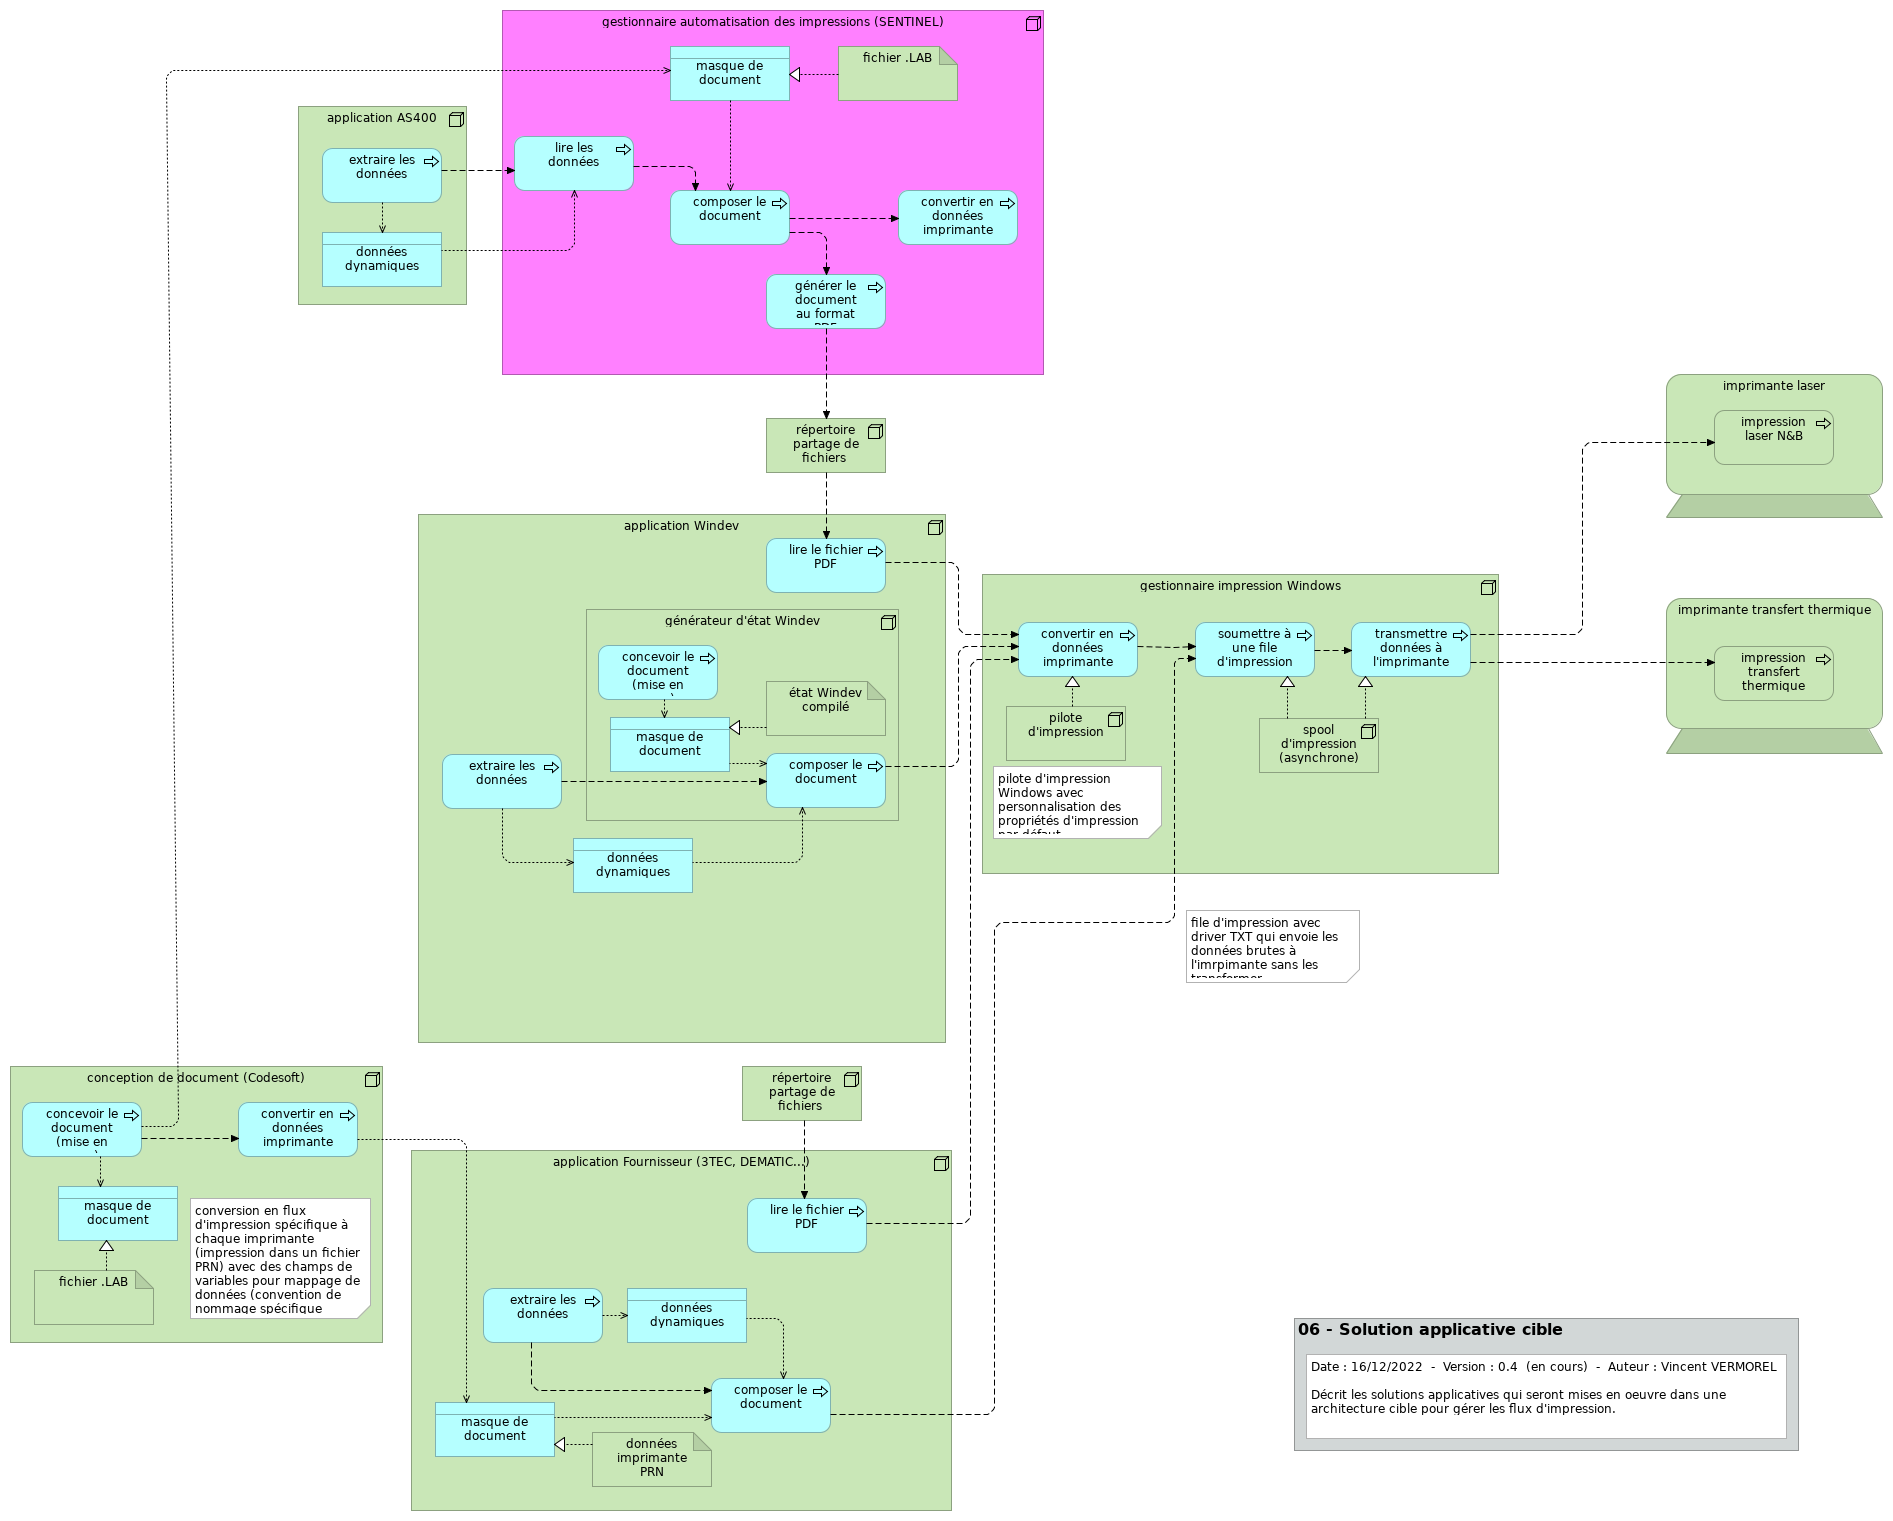 gestionnaire automatisation des impressions (SENTINEL)
masque de
document
fichier .LAB
application AS400
extraire les
données
données
dynamiques
lire les
données
composer le
document
convertir en
données
imprimante
générer le
document
au format
PDF
répertoire
partage de
fichiers
application Windev
lire le fichier
PDF
générateur d'état Windev
concevoir le
document
(mise en
état Windev
compilé
masque de
document
extraire les
données
composer le
document
données
dynamiques
gestionnaire impression Windows
convertir en
données
imprimante
soumettre à
une file
d'impression
transmettre
données à
l'imprimante
pilote
d'impression
spool
d'impression
(asynchrone)
pilote d'impression
Windows avec
personnalisation des
propriétés d'impression
par défaut
imprimante laser
impression
laser N&B
imprimante transfert thermique
impression
transfert
thermique
file d'impression avec
driver TXT qui envoie les
données brutes à
l'imrpimante sans les
transformer
conception de document (Codesoft)
concevoir le
document
(mise en
convertir en
données
imprimante
masque de
document
fichier .LAB
conversion en flux
d'impression spécifique à
chaque imprimante
(impression dans un fichier
PRN) avec des champs de
variables pour mappage de
données (convention de
nommage spécifique
répertoire
partage de
fichiers
application Fournisseur (3TEC, DEMATIC...)
lire le fichier
PDF
extraire les
données
données
dynamiques
composer le
document
masque de
document
données
imprimante
PRN
06 - Solution applicative cible
Date : 16/12/2022  -  Version : 0.4  (en cours)  -  Auteur : Vincent VERMOREL
Décrit les solutions applicatives qui seront mises en oeuvre dans une
architecture cible pour gérer les flux d'impression.